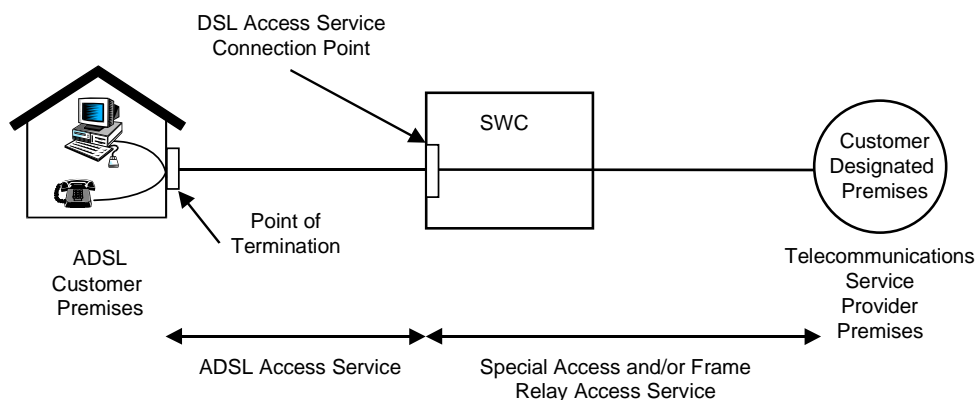 DSL Access Service
Connection Point
SWC
Customer
Designated
Premises
Point of
Termination
ADSL
Customer
Premises
Telecommunications
Service
Provider
Premises
ADSL Access Service
Special Access and/or Frame
Relay Access Service